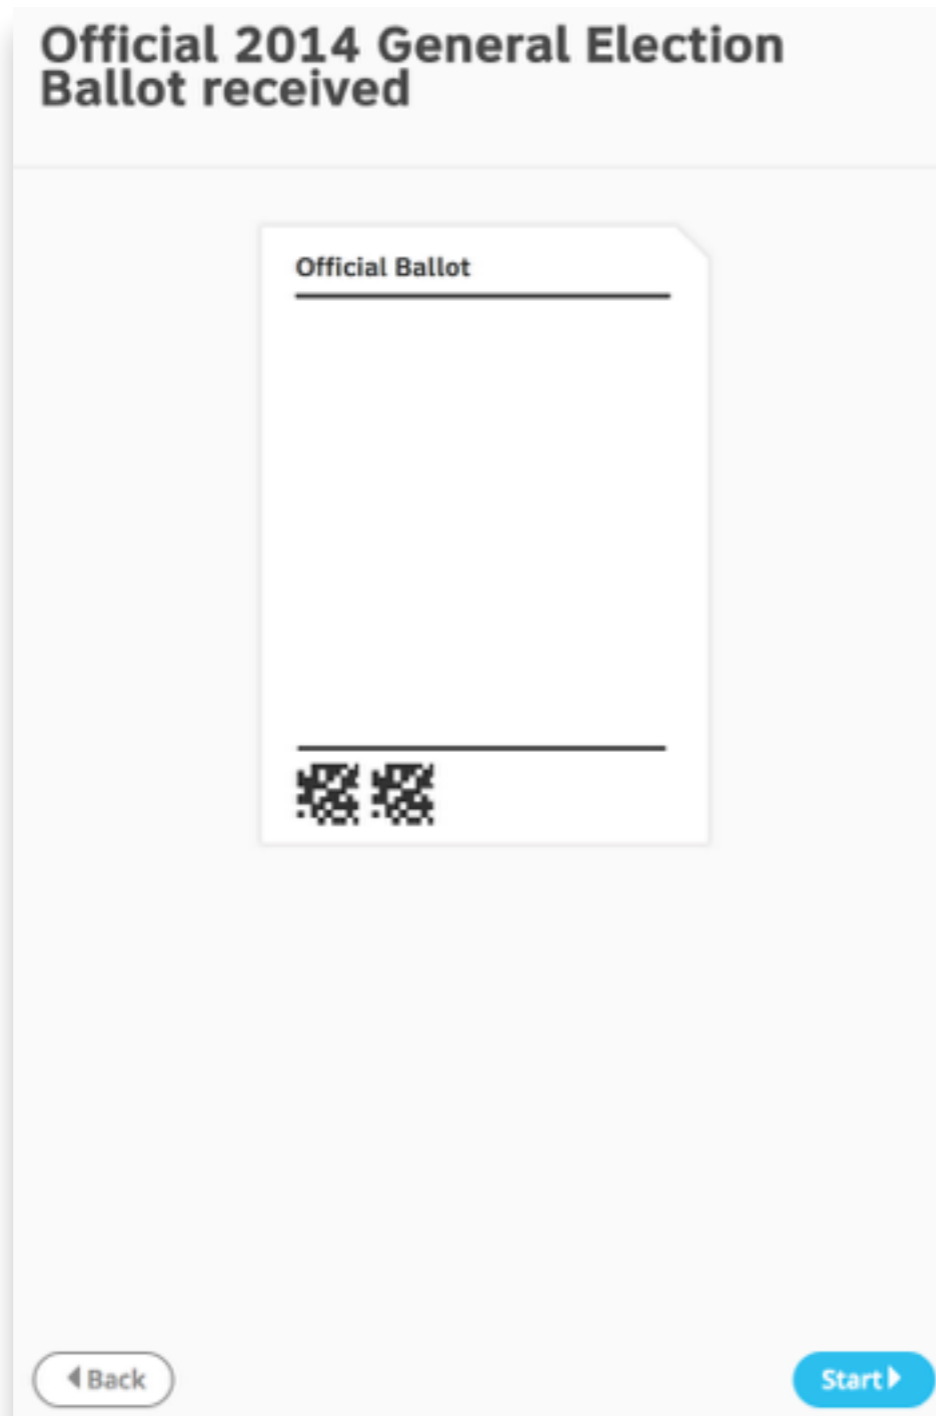 Official 2014 General Election
Ballot received
Official Ballot
Back
Start